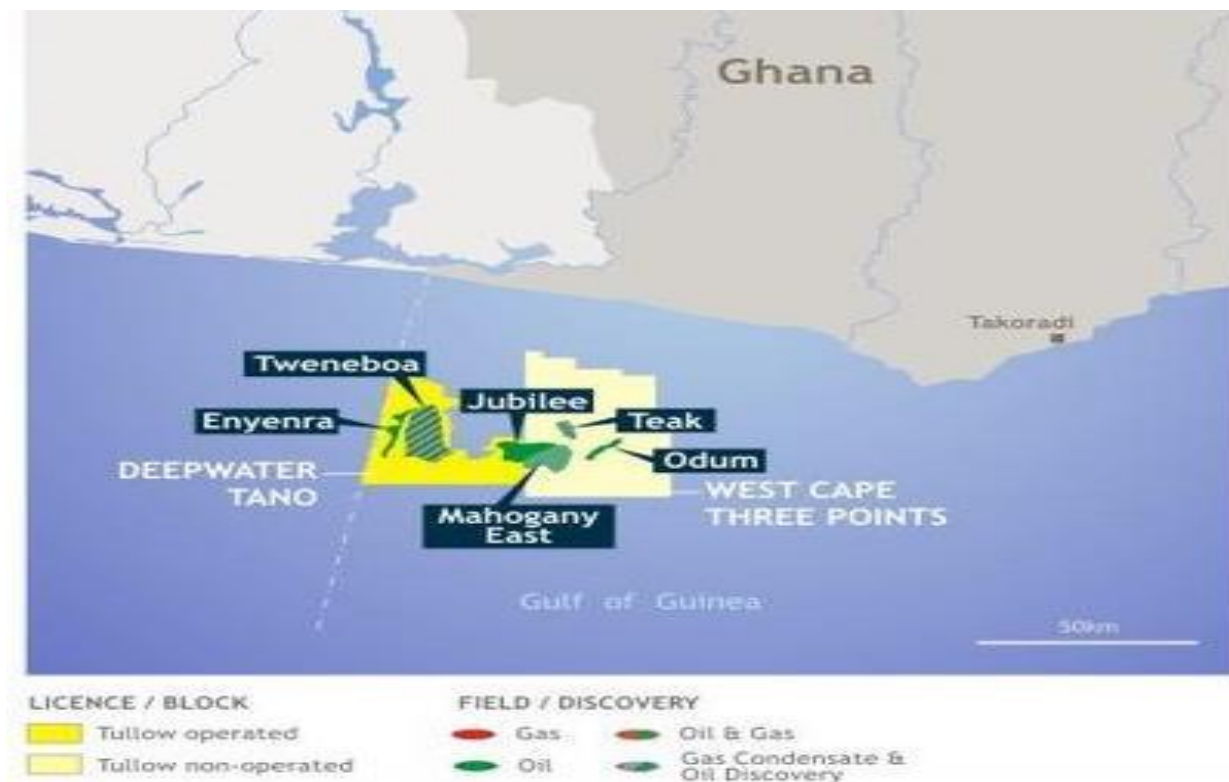 Ghana
Takoradi
Tweneboa
Jubilee
Enyenra
Teak
Odum
DEEPWATER
TANO
WEST CAPE
THREE POINTS
Mahogany
East
Gulf of Guinea
50km
LICENCE / BLOCK
FIELD / DISCOVERY
Tullow operated
Gas
Oil & Gas
Tullow non-operated
Oil
Gas Condensate &
Oil Discovery